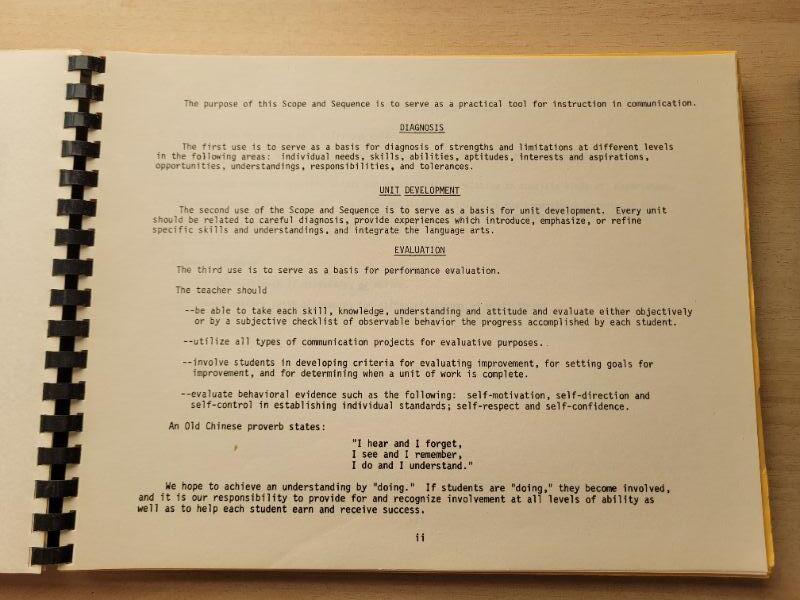 The purpose of this Scope and Sequence is to serve as a practical tool for instruction in communication.
DIAGNOSIS
The first use is to serve as a basis for diagnosis of strengths and limitations at different levels
in the following areas: individual needs, skills, abilities, aptitudes, interests and aspirations,
opportunities, understandings, responsibilities, and tolerances.
UNIT DEVELOPMENT
The second use of the Scope and Sequence is to serve as a basis for unit development. Every unit
should be related to careful diagnosis, provide experiences which introduce, emphasize, or refine
specific skills and understandings, and integrate the language arts.
EVALUATION
The third use is to serve as a basis for performance evaluation.
The teacher should
--be able to take each skill, knowledge, understanding and attitude and evaluate either objectively
or by a subjective checklist of observable behavior the progress accomplished by each student.
--utilize all types of communication projects for evaluative purposes.
--involve students in developing criteria for evaluating improvement, for setting goals for
improvement, and for determining when a unit of work is complete.
--evaluate behavioral evidence such as the following: self-motivation, self-direction and
self-control in establishing individual standards; self-respect and self-confidence.
An Old Chinese proverb states:
"I hear and I forget,
I see and I remember,
I do and I understand."
We hope to achieve an understanding by "doing." If students are "doing," they become involved,
and it is our responsibility to provide for and recognize involvement at all levels of ability as
well as to help each student earn and receive success.
ii